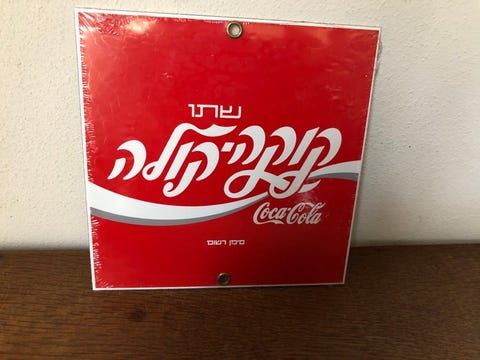 שתו
קוקה-קולה
Coca-Cola
סימן רשום